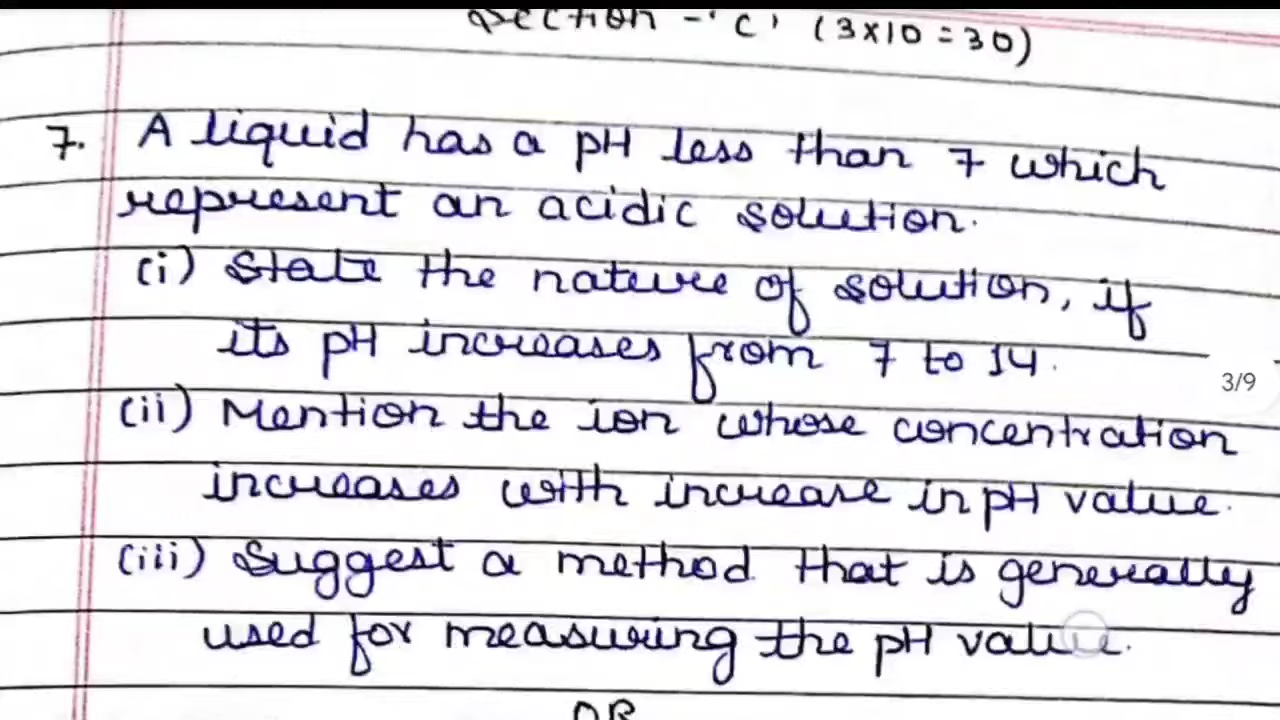 Section - 'C' (3x10=30)
7. A liquid has a pH less than 7 which
represent an acidic solution.
(i) State the nature of solution, if
its pH increases from 7 to 14.
3/9
(ii) Mention the ion whose concentration
increases with increase in pH value.
(iii) Suggest a method that is generally
used for measuring the pH value.
OR